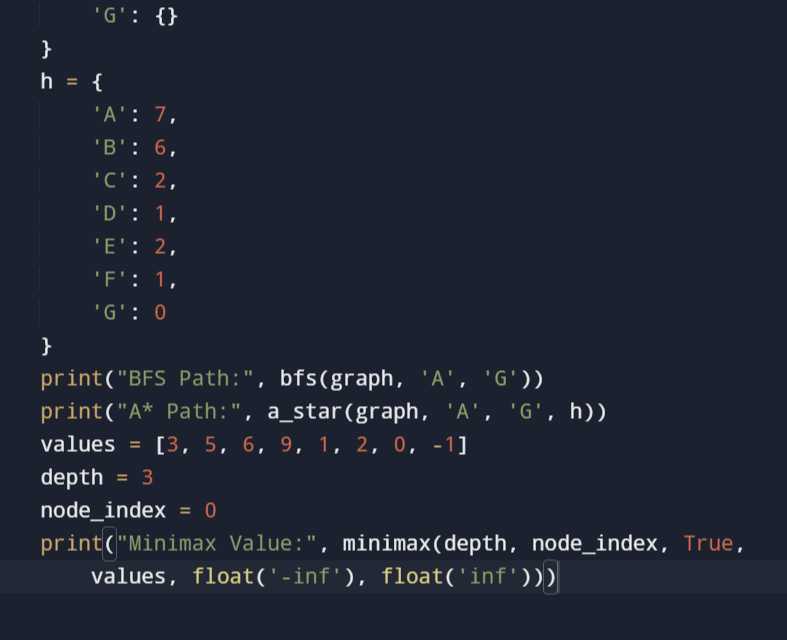 'G': {}
}
h = {
    'A': 7,
    'B': 6,
    'C': 2,
    'D': 1,
    'E': 2,
    'F': 1,
    'G': 0
}
print("BFS Path:", bfs(graph, 'A', 'G'))
print("A* Path:", a_star(graph, 'A', 'G', h))
values = [3, 5, 6, 9, 1, 2, 0, -1]
depth = 3
node_index = 0
print("Minimax Value:", minimax(depth, node_index, True,
    values, float('-inf'), float('inf')))